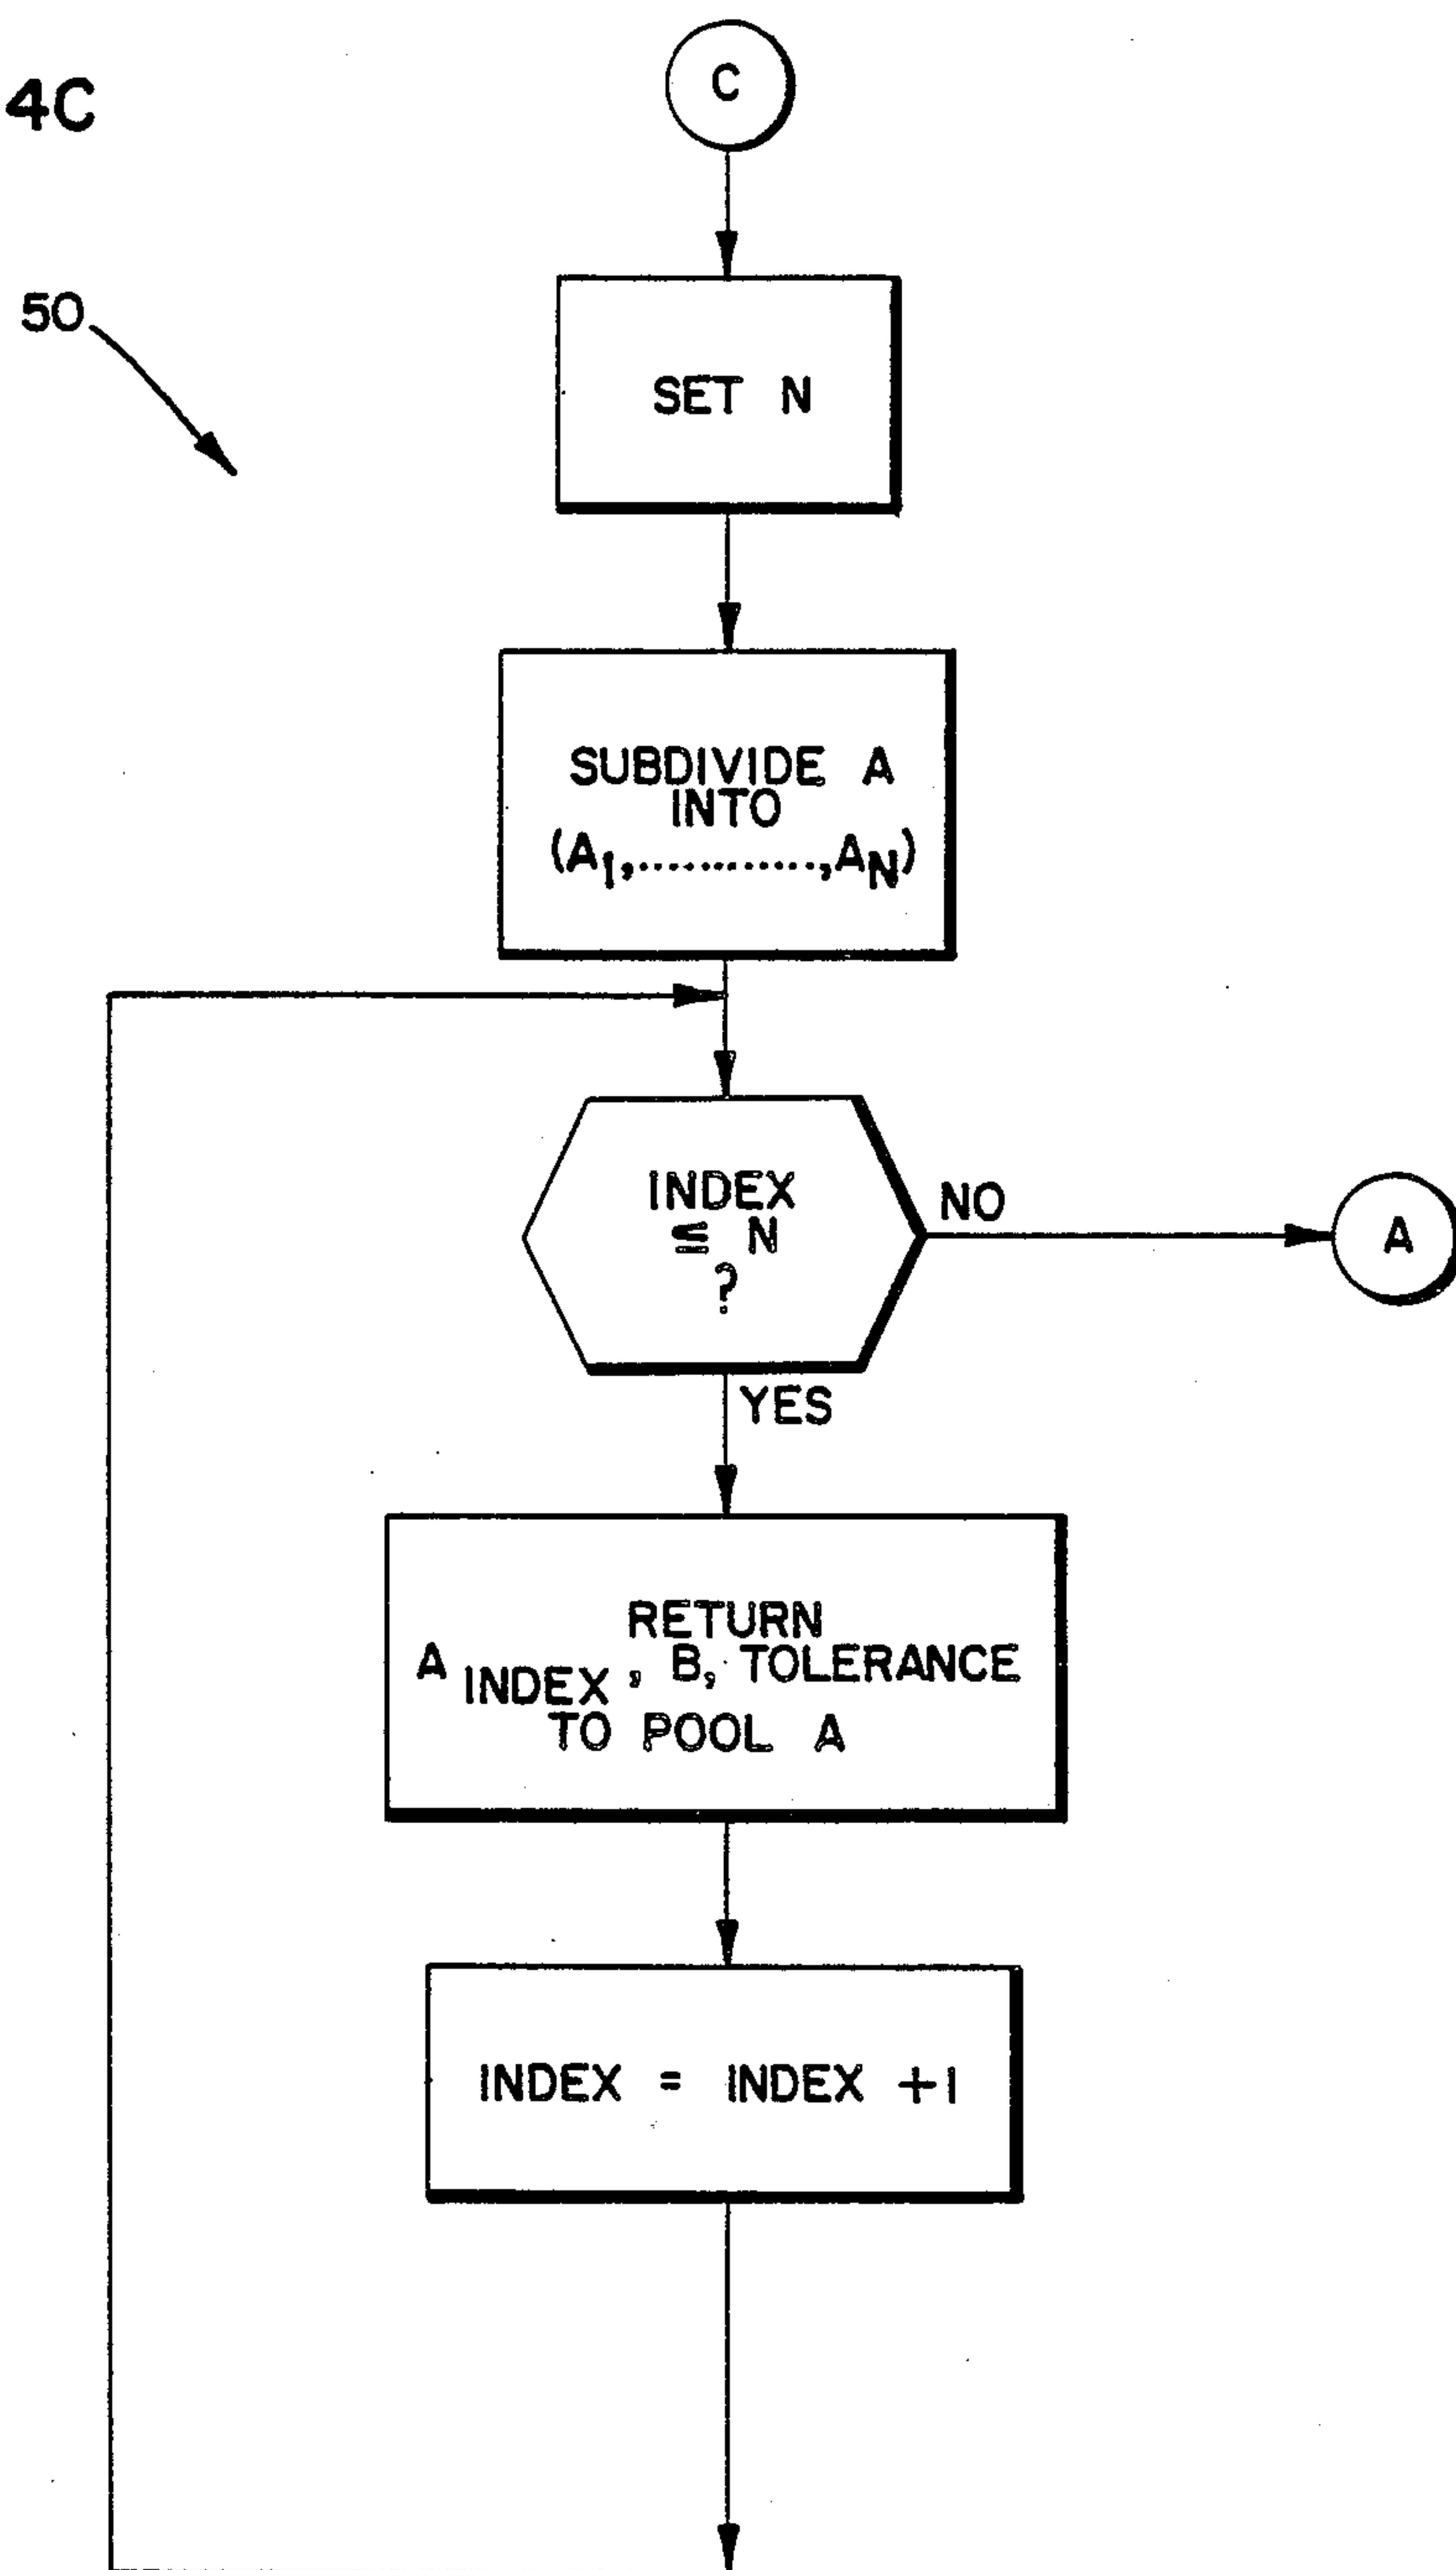 4C
C
50
SET N
SUBDIVIDE A
INTO
(A1,............,AN)
INDEX
≤ N
?
NO
A
YES
RETURN
A INDEX, B, TOLERANCE
TO POOL A
INDEX = INDEX +1